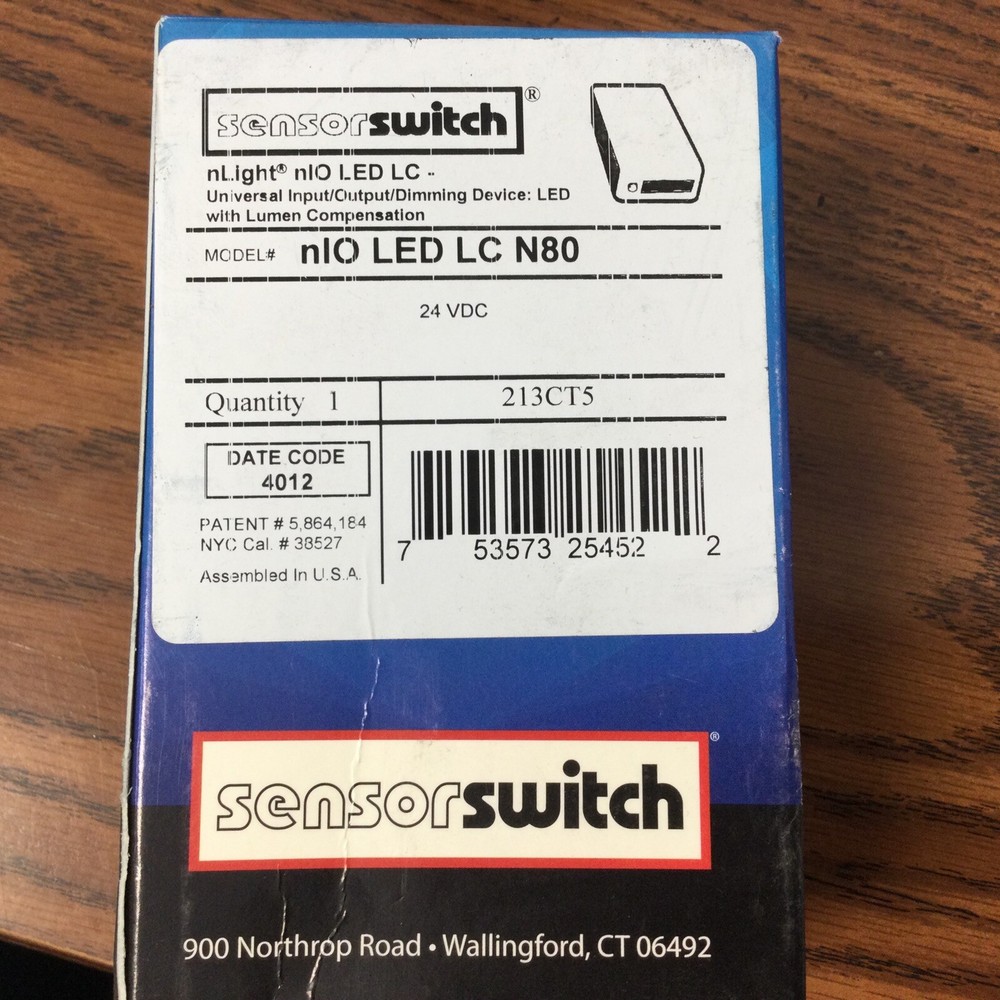 sensorswitch®
nLight® nIO LED LC --
Universal Input/Output/Dimming Device: LED
with Lumen Compensation
MODEL# nIO LED LC N80
24 VDC
Quantity 1
213CT5
DATE CODE
4012
PATENT # 5,864,184
NYC Cal. # 38527
Assembled In U.S.A.
7 53573 25452 2
sensorswitch®
900 Northrop Road • Wallingford, CT 06492